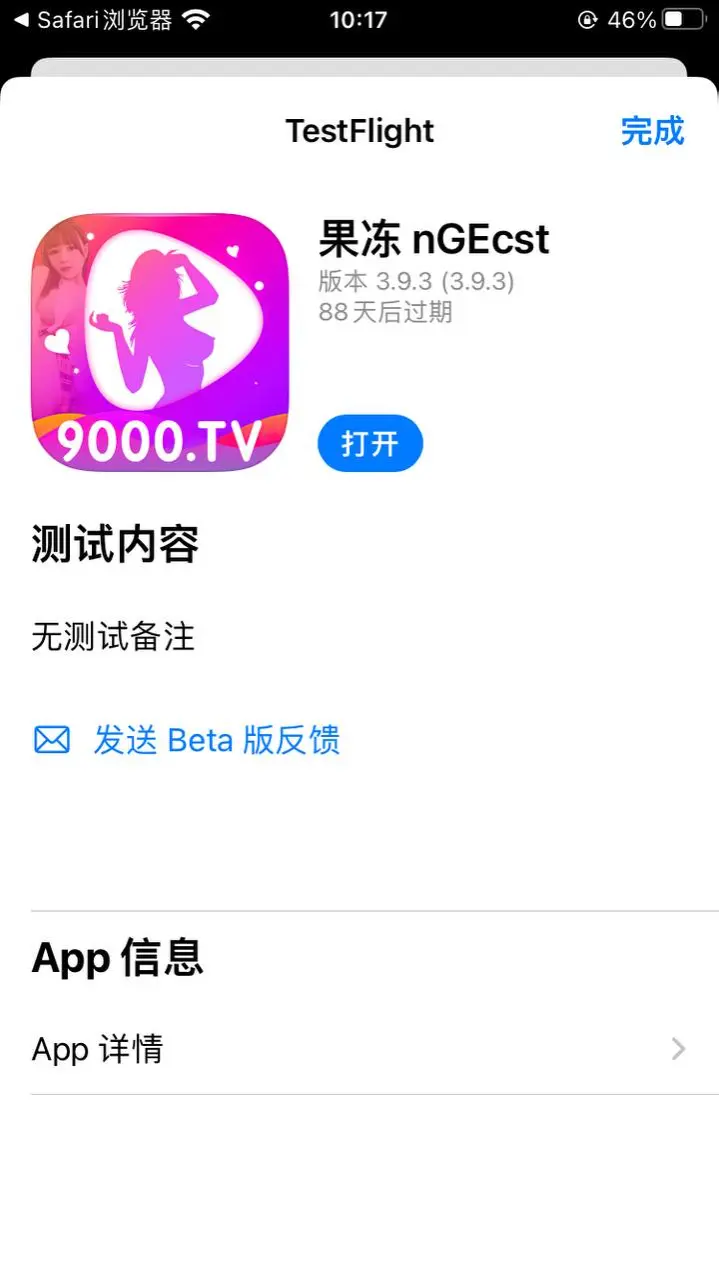 Safari浏览器
10:17
46%
TestFlight
完成
果冻 nGEcst
版本 3.9.3 (3.9.3)
88天后过期
9000.TV
打开
测试内容
无测试备注
发送 Beta 版反馈
App 信息
App 详情